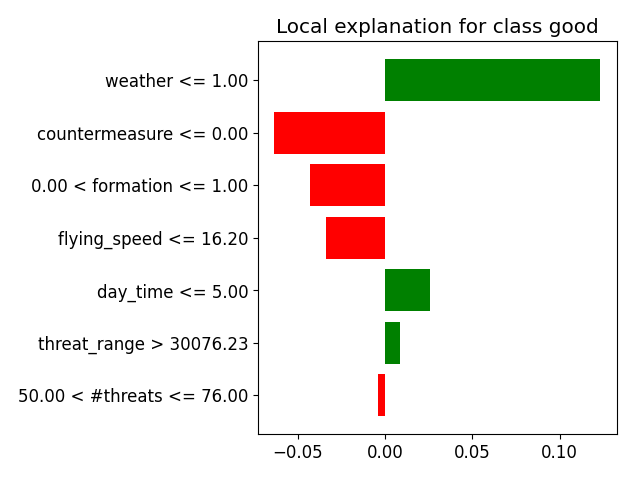 Local explanation for class good
weather <= 1.00
countermeasure <= 0.00
0.00 < formation <= 1.00
flying_speed <= 16.20
day_time <= 5.00
threat_range > 30076.23
50.00 < #threats <= 76.00
−0.05 0.00 0.05 0.10